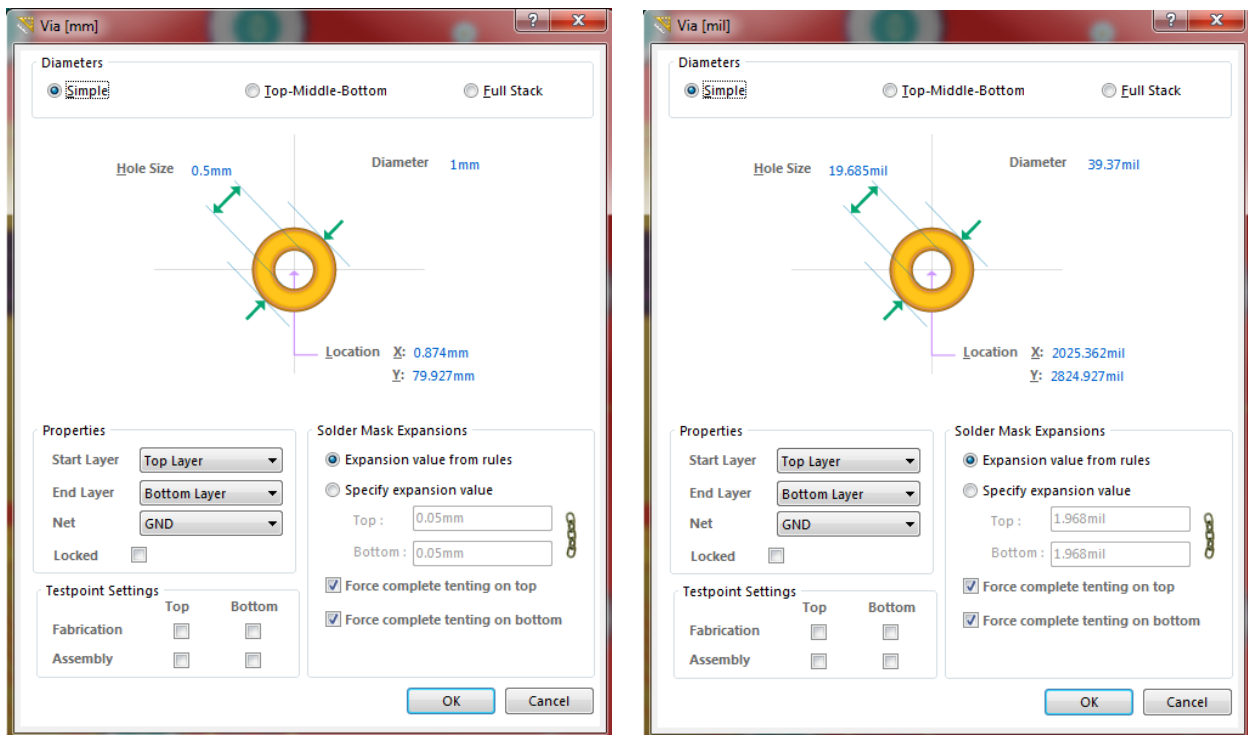 Via [mm]
Diameters
Simple Top-Middle-Bottom Full Stack
Hole Size 0.5mm Diameter 1mm
Location X: 0.874mm
Y: 79.927mm
Properties
Start Layer Top Layer
End Layer Bottom Layer
Net GND
Locked
Solder Mask Expansions
Expansion value from rules
Specify expansion value
Top : 0.05mm
Bottom : 0.05mm
Force complete tenting on top
Force complete tenting on bottom
Testpoint Settings
Top Bottom
Fabrication
Assembly
OK Cancel
Via [mil]
Diameters
Simple Top-Middle-Bottom Full Stack
Hole Size 19.685mil Diameter 39.37mil
Location X: 2025.362mil
Y: 2824.927mil
Properties
Start Layer Top Layer
End Layer Bottom Layer
Net GND
Locked
Solder Mask Expansions
Expansion value from rules
Specify expansion value
Top : 1.968mil
Bottom : 1.968mil
Force complete tenting on top
Force complete tenting on bottom
Testpoint Settings
Top Bottom
Fabrication
Assembly
OK Cancel